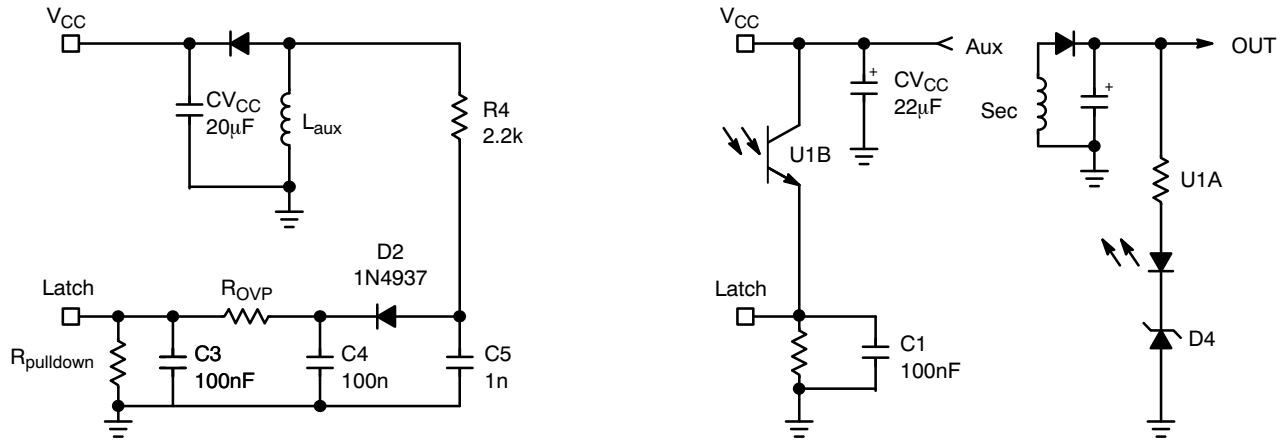 VCC
CVCC
20μF
Laux
R4
2.2k
D2
1N4937
Latch
ROVP
Rpulldown
C3
100nF
C4
100n
C5
1n
VCC
Aux
CVCC
22μF
+
U1B
Latch
C1
100nF
Sec
+
OUT
U1A
D4